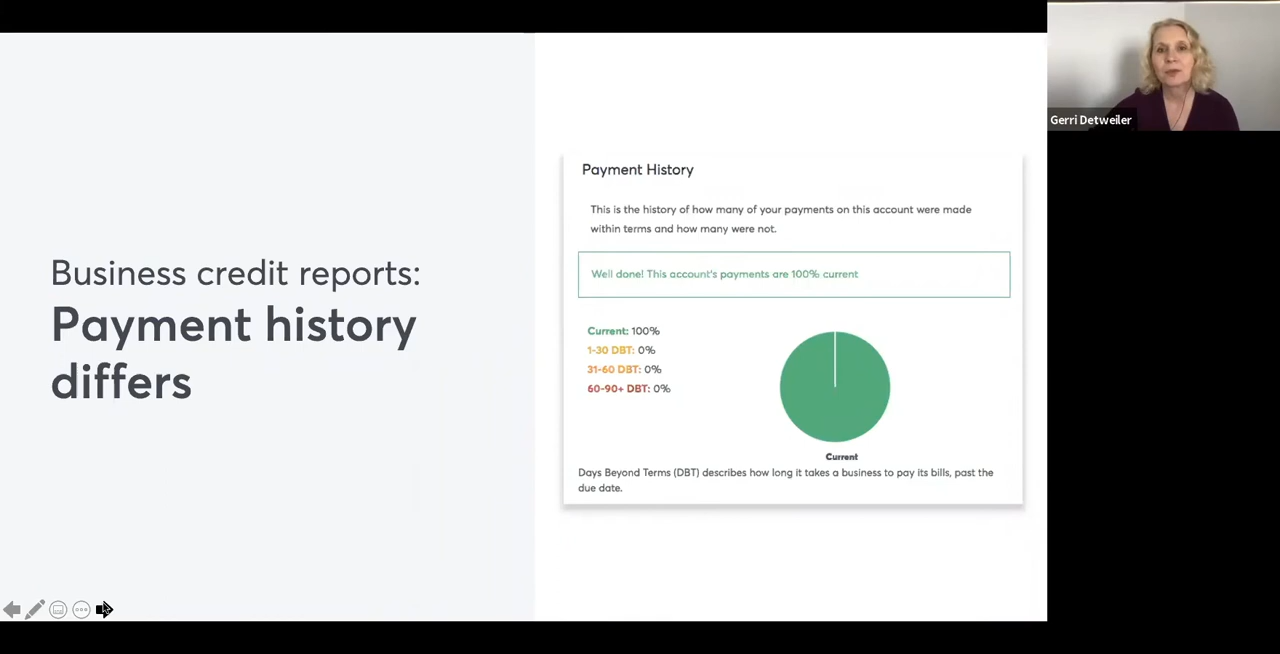 Business credit reports:
Payment history
differs
Payment History
This is the history of how many of your payments on this account were made
within terms and how many were not.
Well done! This account's payments are 100% current
Current: 100%
1-30 DBT: 0%
31-60 DBT: 0%
60-90+ DBT: 0%
Current
Days Beyond Terms (DBT) describes how long it takes a business to pay its bills, past the
due date.
Gerri Detweiler